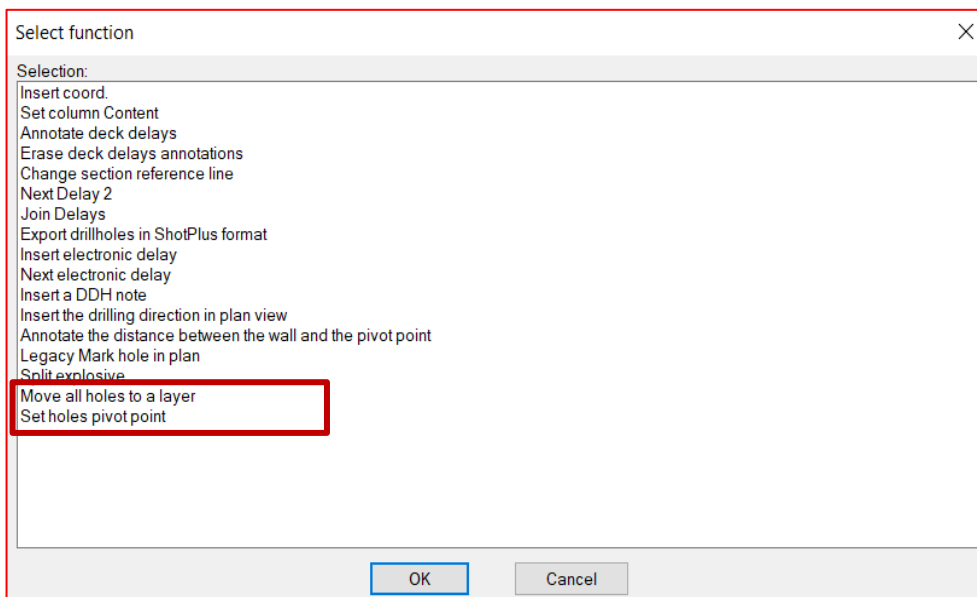 Select function
Selection:
Insert coord.
Set column Content
Annotate deck delays
Erase deck delays annotations
Change section reference line
Next Delay 2
Join Delays
Export drillholes in ShotPlus format
Insert electronic delay
Next electronic delay
Insert a DDH note
Insert the drilling direction in plan view
Annotate the distance between the wall and the pivot point
Legacy Mark hole in plan
Split explosive
Move all holes to a layer
Set holes pivot point
OK Cancel